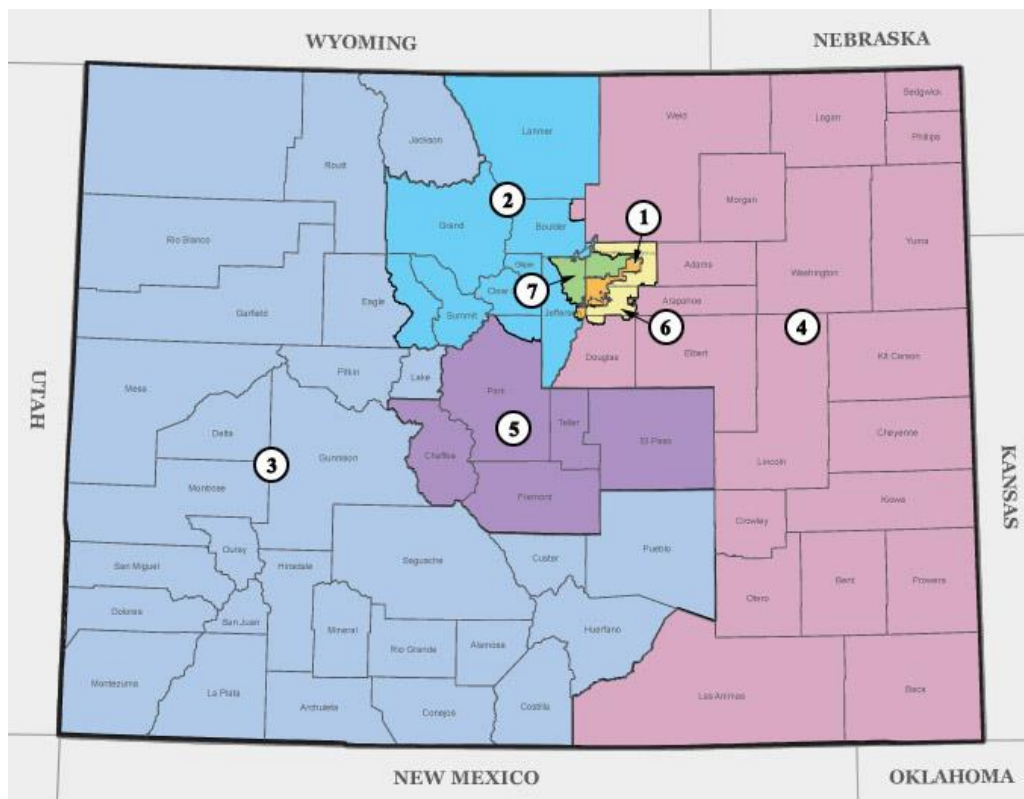 WYOMING
NEBRASKA
Sedgwick
Larimer
Weld
Logan
Jackson
Phillips
Routt
2
Morgan
1
Grand
Boulder
Yuma
Rio Blanco
Adams
Washington
Eagle
Clear
7
Arapahoe
Garfield
Summit
Jefferso
6
4
Douglas
Elbert
Kit Carson
Pitkin
Lake
UTAH
Mesa
Park
Teller
5
El Paso
Delta
Cheyenne
Chaffee
3
Gunnison
Lincoln
KANSAS
Montrose
Fremont
Kiowa
Crowley
Ouray
Pueblo
Saguache
Custer
San Miguel
Hinsdale
Bent
Prowers
Otero
Dolores
San Juan
Mineral
Huerfano
Rio Grande
Alamosa
Montezuma
La Plata
Las Animas
Baca
Archuleta
Conejos
Costilla
NEW MEXICO
OKLAHOMA